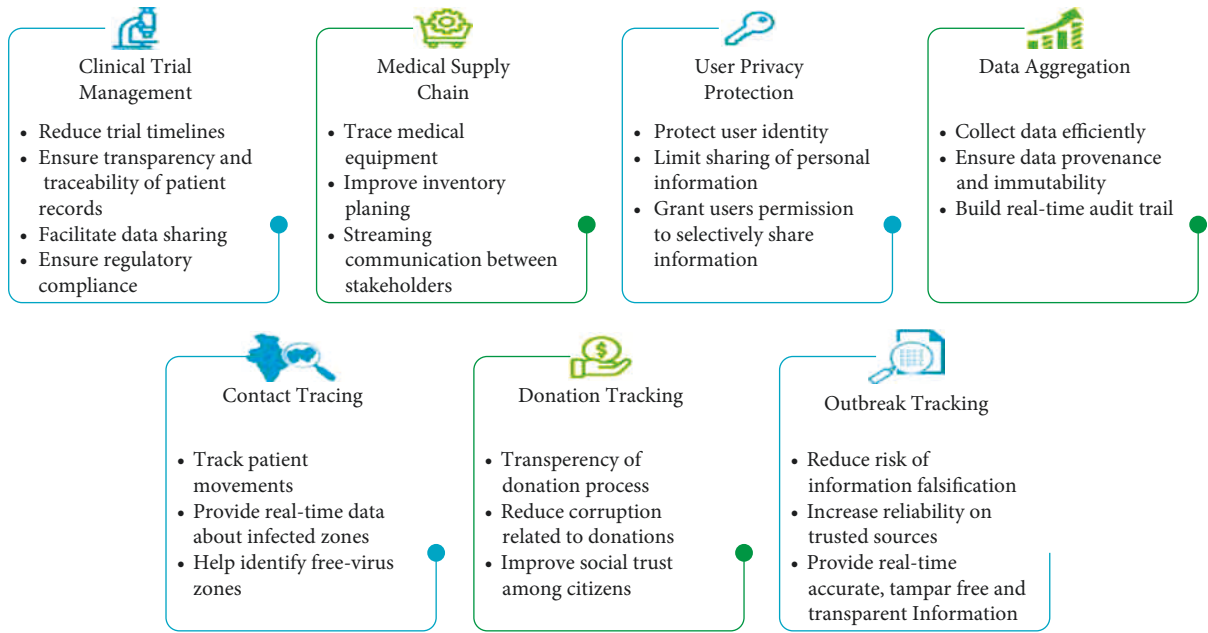 Clinical Trial
Management
• Reduce trial timelines
• Ensure transparency and
traceability of patient
records
• Facilitate data sharing
• Ensure regulatory
compliance
Medical Supply
Chain
• Trace medical
equipment
• Improve inventory
planing
• Streaming
communication between
stakeholders
User Privacy
Protection
• Protect user identity
• Limit sharing of personal
information
• Grant users permission
to selectively share
information
Data Aggregation
• Collect data efficiently
• Ensure data provenance
and immutability
• Build real-time audit trail
Contact Tracing
• Track patient
movements
• Provide real-time data
about infected zones
• Help identify free-virus
zones
Donation Tracking
• Transperency of
donation process
• Reduce corruption
related to donations
• Improve social trust
among citizens
Outbreak Tracking
• Reduce risk of
information falsification
• Increase reliability on
trusted sources
• Provide real-time
accurate, tampar free and
transparent Information